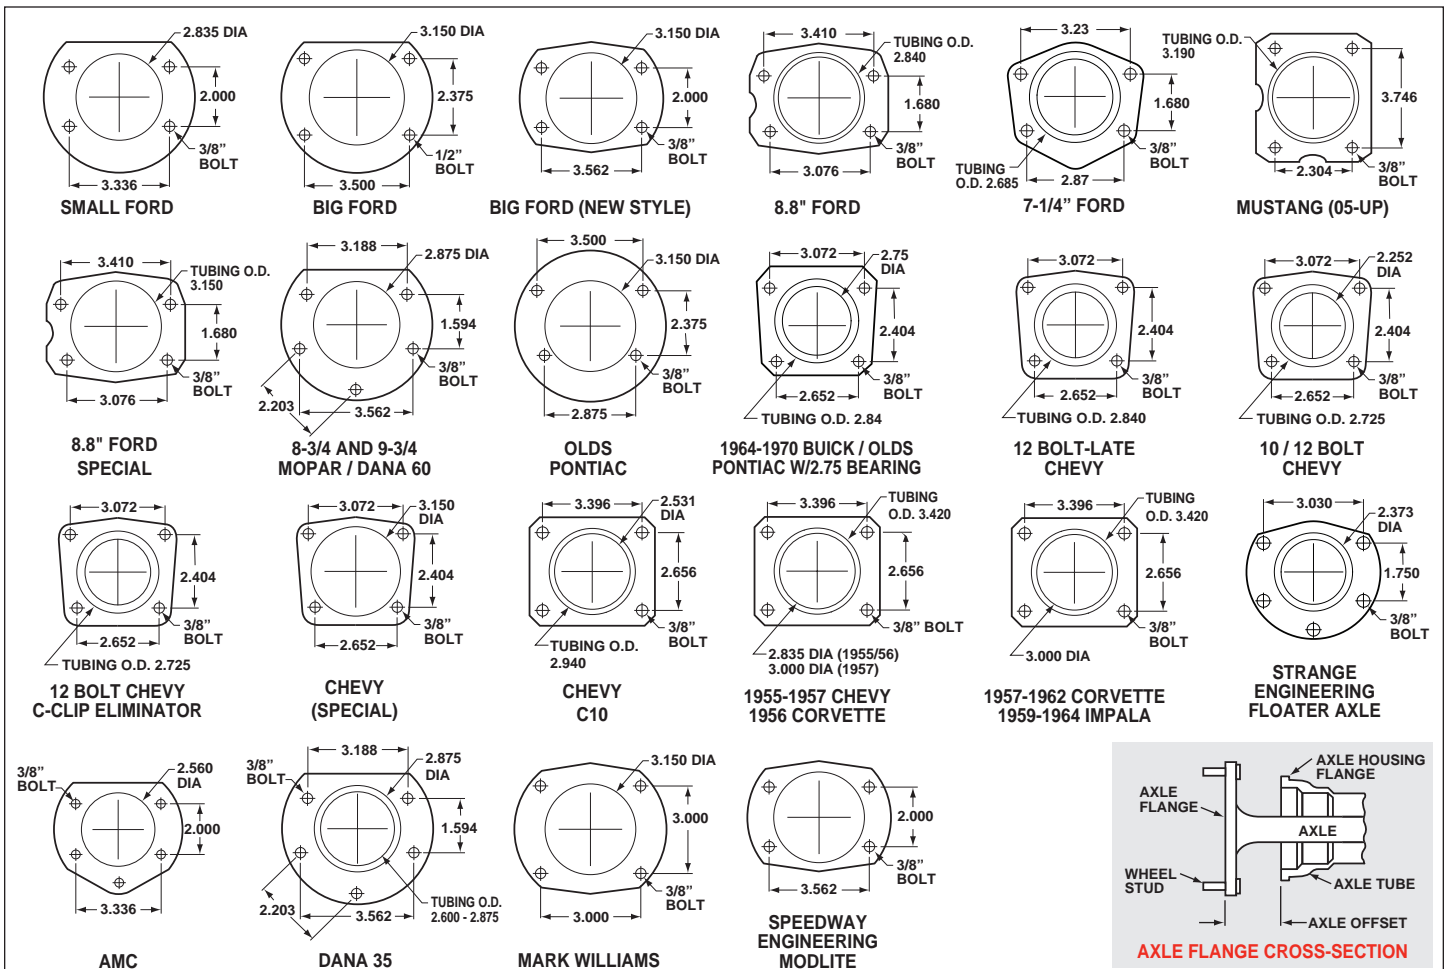 2.835 DIA
2.000
3/8”
BOLT
3.336
SMALL FORD
3.150 DIA
2.375
1/2”
BOLT
3.500
BIG FORD
3.150 DIA
2.000
3/8”
BOLT
3.562
BIG FORD (NEW STYLE)
3.410
TUBING O.D.
2.840
1.680
3/8”
BOLT
3.076
8.8" FORD
3.23
1.680
3/8”
BOLT
TUBING
O.D. 2.685
2.87
7-1/4” FORD
TUBING O.D.
3.190
3.746
3/8”
BOLT
2.304
MUSTANG (05-UP)
3.410
TUBING O.D.
3.150
1.680
3/8”
BOLT
3.076
8.8" FORD
SPECIAL
3.188
2.875 DIA
1.594
3/8”
BOLT
2.203
3.562
8-3/4 AND 9-3/4
MOPAR / DANA 60
3.500
3.150 DIA
2.375
3/8”
BOLT
2.875
OLDS
PONTIAC
3.072
2.75
DIA
2.404
3/8”
BOLT
2.652
TUBING O.D. 2.84
1964-1970 BUICK / OLDS
PONTIAC W/2.75 BEARING
3.072
2.404
3/8”
BOLT
2.652
TUBING O.D. 2.840
12 BOLT-LATE
CHEVY
3.072
2.252
DIA
2.404
3/8”
BOLT
2.652
TUBING O.D. 2.725
10 / 12 BOLT
CHEVY
3.072
2.404
3/8”
BOLT
2.652
TUBING O.D. 2.725
12 BOLT CHEVY
C-CLIP ELIMINATOR
3.072
3.150
DIA
2.404
3/8”
BOLT
2.652
CHEVY
(SPECIAL)
3.396
2.531
DIA
2.656
3/8”
BOLT
TUBING O.D.
2.940
CHEVY
C10
3.396
TUBING
O.D. 3.420
2.656
3/8” BOLT
2.835 DIA (1955/56)
3.000 DIA (1957)
1955-1957 CHEVY
1956 CORVETTE
3.396
TUBING
O.D. 3.420
2.656
3/8”
BOLT
3.000 DIA
1957-1962 CORVETTE
1959-1964 IMPALA
3.030
2.373
DIA
1.750
3/8”
BOLT
STRANGE
ENGINEERING
FLOATER AXLE
3/8”
BOLT
2.560
DIA
2.000
3.336
AMC
3/8”
BOLT
3.188
2.875
DIA
1.594
2.203
3.562
TUBING O.D.
2.600 - 2.875
DANA 35
3.150 DIA
3.000
3/8”
BOLT
3.000
MARK WILLIAMS
2.000
3/8”
BOLT
3.562
SPEEDWAY
ENGINEERING
MODLITE
AXLE HOUSING
FLANGE
AXLE
FLANGE
AXLE
WHEEL
STUD
AXLE TUBE
AXLE OFFSET
AXLE FLANGE CROSS-SECTION